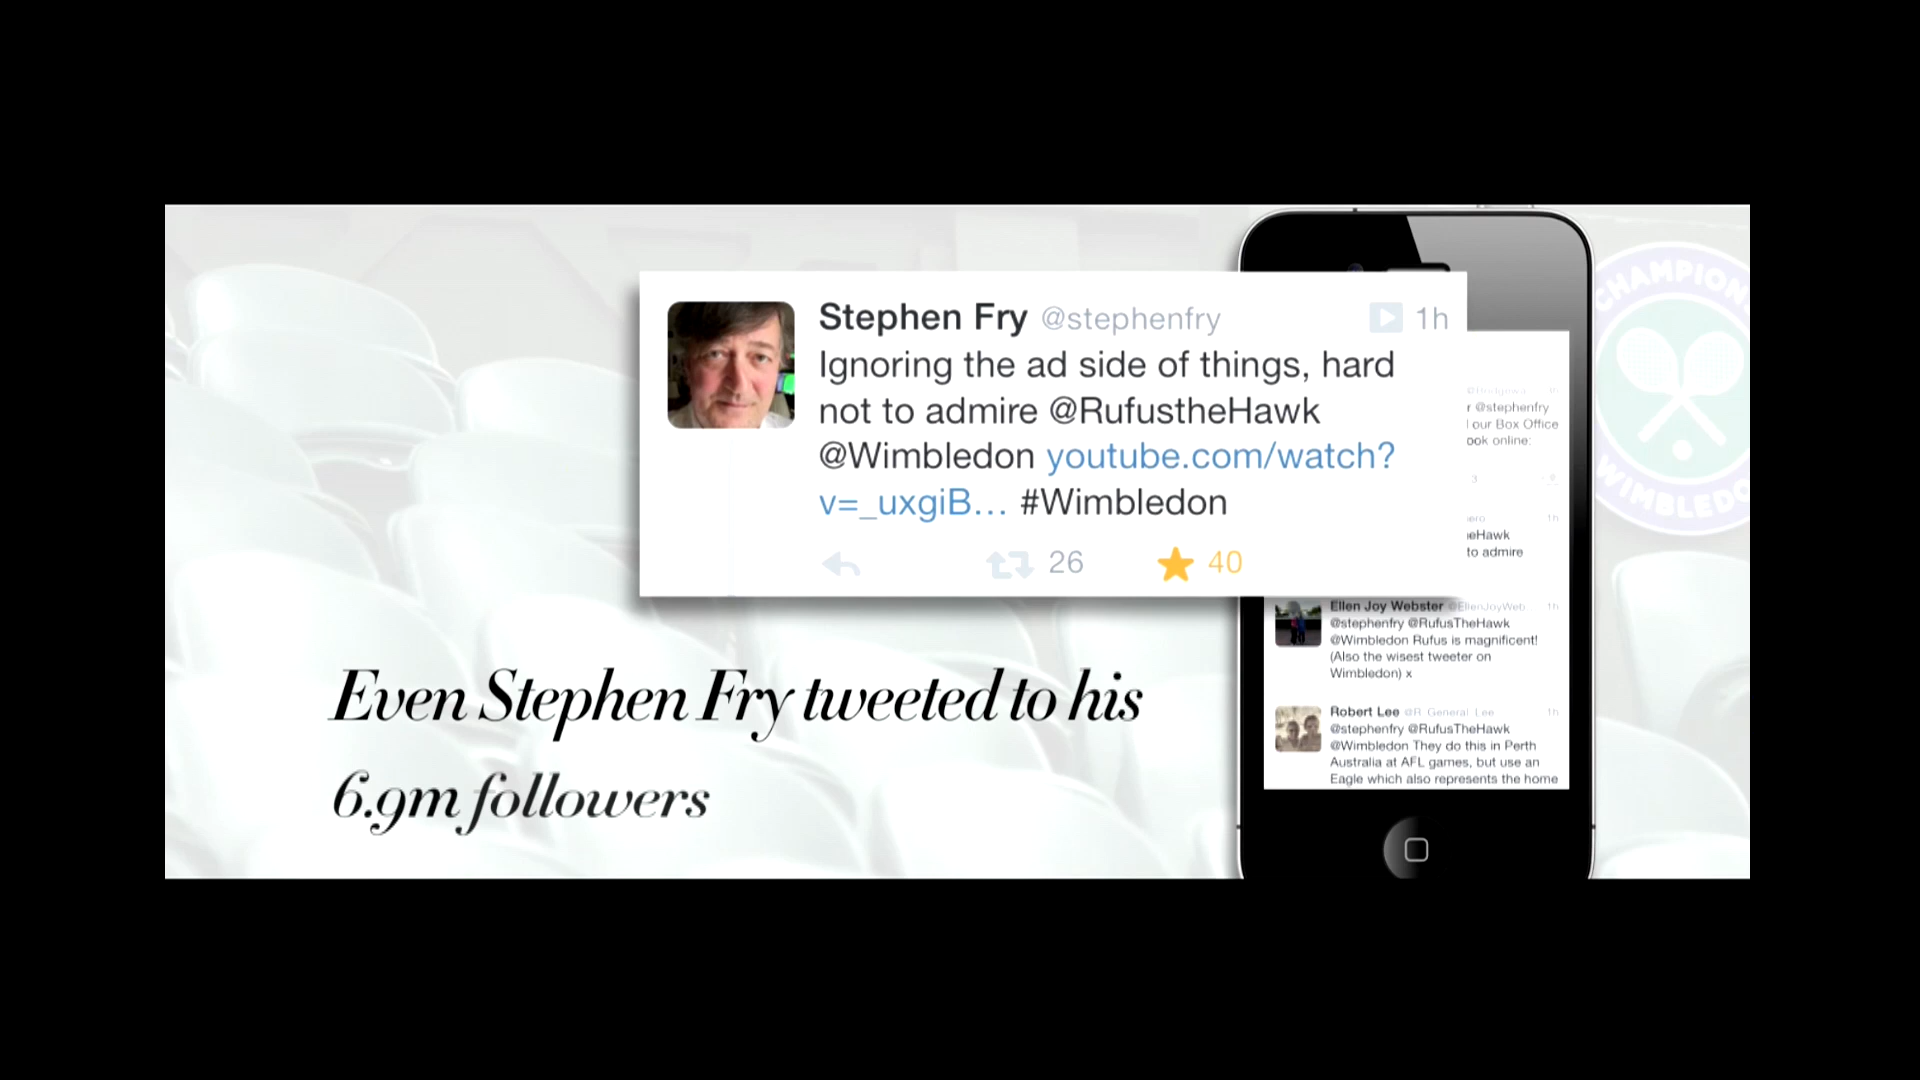 Stephen Fry @stephenfry 1h
Ignoring the ad side of things, hard
not to admire @RufustheHawk
@Wimbledon youtube.com/watch?
v=_uxgiB... #Wimbledon
26 40
r @stephenfry
our Box Office
ook online:
3
1h
eHawk
to admire
Ellen Joy Webster @EllenJoyWeb 1h
@stephenfry @RufusTheHawk
@Wimbledon Rufus is magnificent!
(Also the wisest tweeter on
Wimbledon) x
Robert Lee @R_General_Lee 1h
@stephenfry @RufusTheHawk
@Wimbledon They do this in Perth
Australia at AFL games, but use an
Eagle which also represents the home
CHAMPION
WIMBLEDO
Even Stephen Fry tweeted to his
6.9m followers